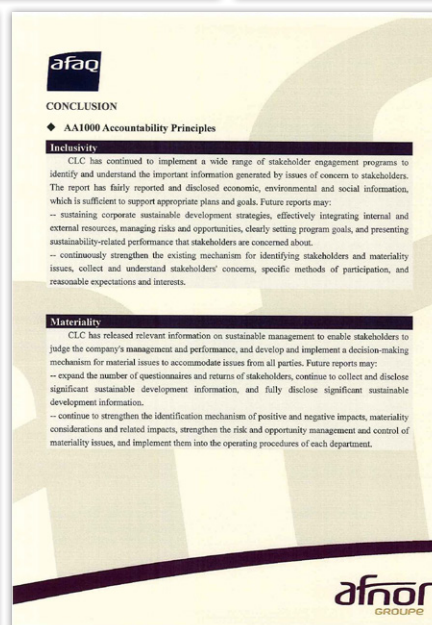 afaq
CONCLUSION
◆ AA1000 Accountability Principles
Inclusivity
CLC has continued to implement a wide range of stakeholder engagement programs to
identify and understand the important information generated by issues of concern to stakeholders.
The report has fairly reported and disclosed economic, environmental and social information,
which is sufficient to support appropriate plans and goals. Future reports may:
-- sustaining corporate sustainable development strategies, effectively integrating internal and
external resources, managing risks and opportunities, clearly setting program goals, and presenting
sustainability-related performance that stakeholders are concerned about.
-- continuously strengthen the existing mechanism for identifying stakeholders and materiality
issues, collect and understand stakeholders' concerns, specific methods of participation, and
reasonable expectations and interests.
Materiality
CLC has released relevant information on sustainable management to enable stakeholders to
judge the company's management and performance, and develop and implement a decision-making
mechanism for material issues to accommodate issues from all parties. Future reports may:
-- expand the number of questionnaires and returns of stakeholders, continue to collect and disclose
significant sustainable development information, and fully disclose significant sustainable
development information.
-- continue to strengthen the identification mechanism of positive and negative impacts, materiality
considerations and related impacts, strengthen the risk and opportunity management and control of
materiality issues, and implement them into the operating procedures of each department.
afnor
GROUPE